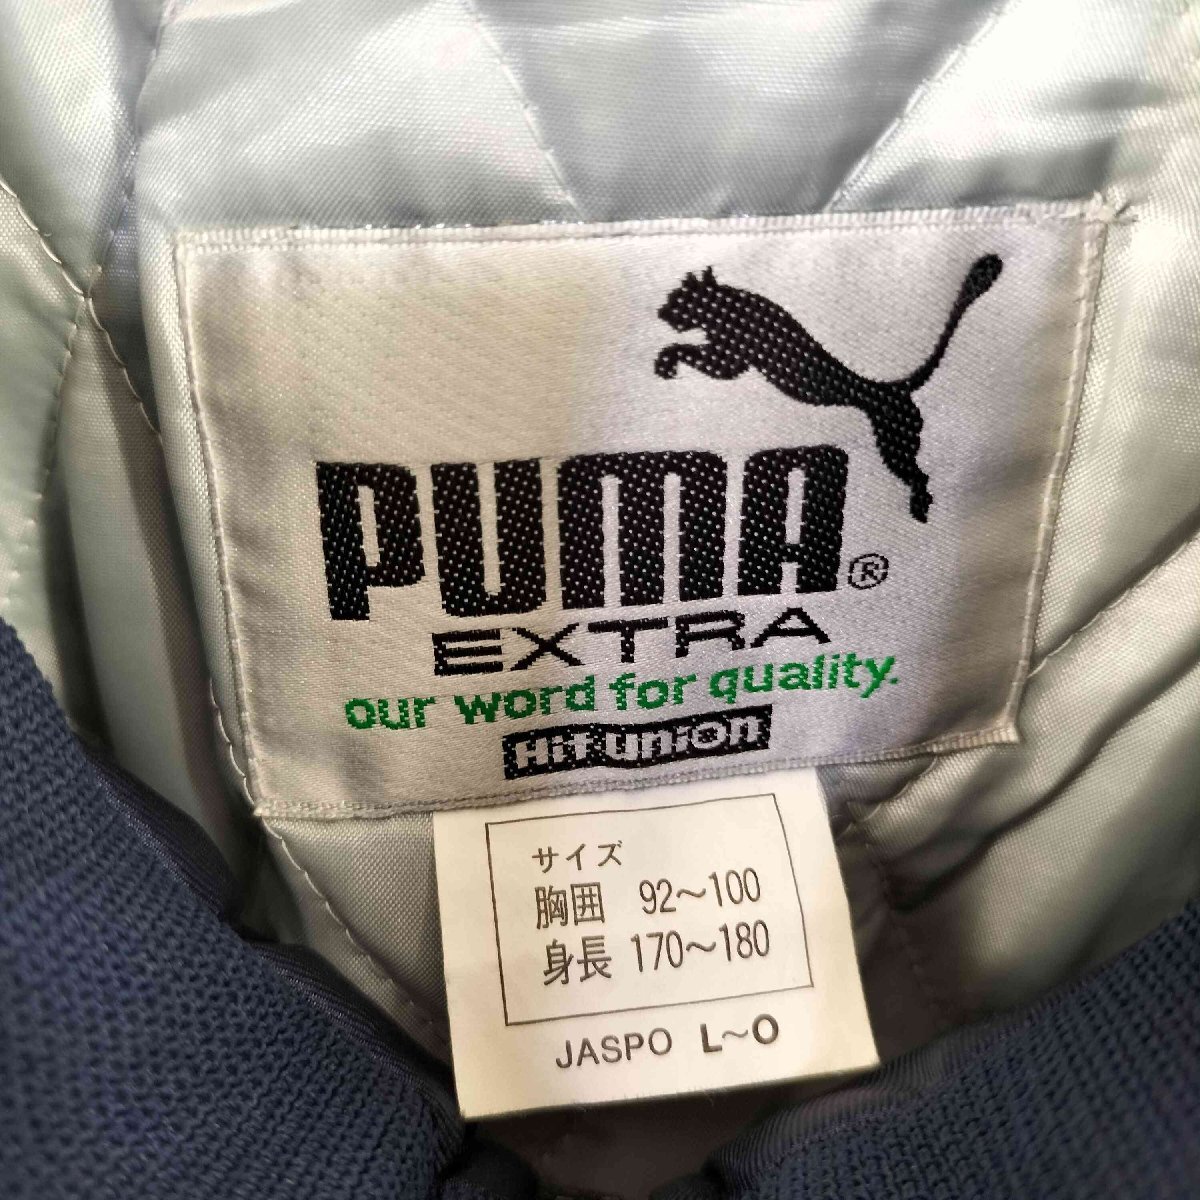 PUMA®
EXTRA
our word for quality.
Hit union
サイズ
胸囲 92～100
身長 170～180
JASPO L～O